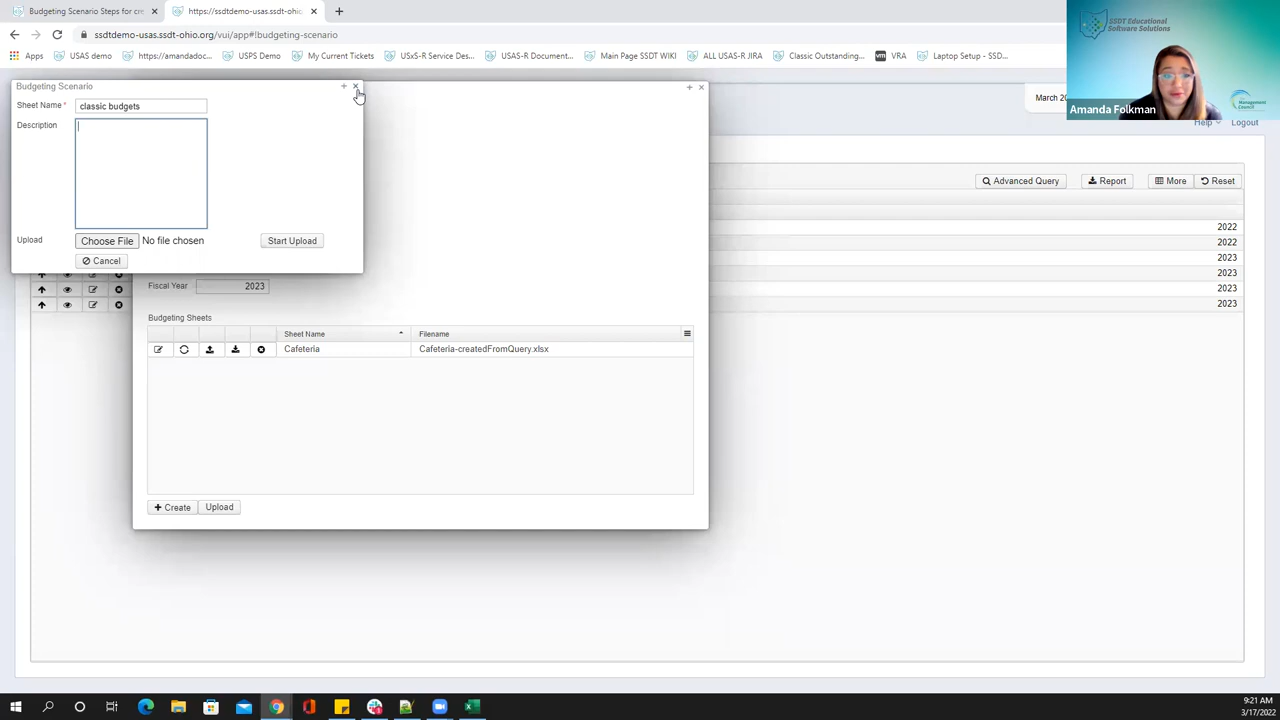 Budgeting Scenario Steps for cre
https://ssdtdemo-usas.ssdt-ohio
ssdtdemo-usas.ssdt-ohio.org/vui/app#!budgeting-scenario
Apps
USAS demo
https://amandadoc...
USPS Demo
My Current Tickets
USxS-R Service Des...
USAS-R Document...
Main Page SSDT WIKI
ALL USAS-R JIRA
Classic Outstanding...
vm VRA
Laptop Setup - SSD...
SSDT Educational
Software Solutions
Management
Council
Amanda Folkman
March 20
Help
Logout
Budgeting Scenario
Sheet Name * classic budgets
Description
Upload Choose File No file chosen Start Upload
Cancel
Advanced Query Report More Reset
2022
2022
2023
2023
2023
2023
Fiscal Year 2023
Budgeting Sheets
Sheet Name Filename
Cafeteria Cafeteria-createdFromQuery.xlsx
Create Upload
9:21 AM
3/17/2022